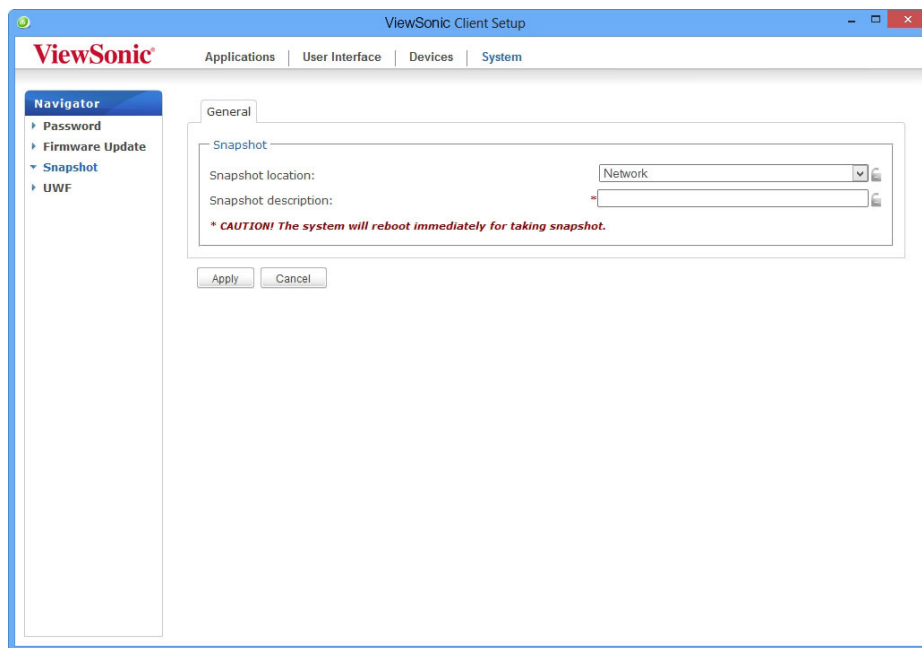 ViewSonic Client Setup
ViewSonic®
Applications | User Interface | Devices | System
Navigator
Password
Firmware Update
Snapshot
UWF
General
Snapshot
Snapshot location:
Network
Snapshot description:
*
* CAUTION! The system will reboot immediately for taking snapshot.
Apply
Cancel